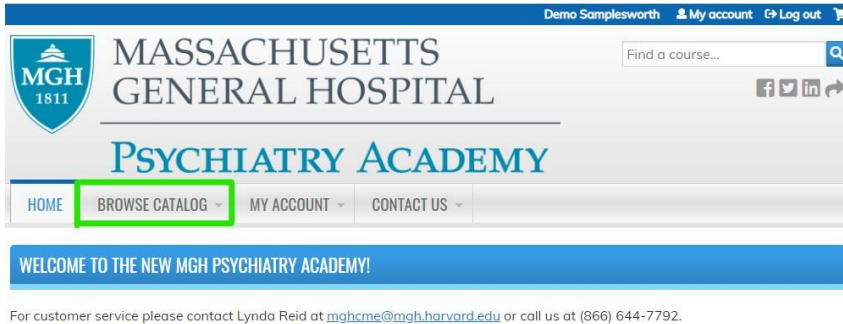 Demo Samplesworth My account Log out
MGH
1811
MASSACHUSETTS
GENERAL HOSPITAL
PSYCHIATRY ACADEMY
Find a course...
HOME BROWSE CATALOG MY ACCOUNT CONTACT US
WELCOME TO THE NEW MGH PSYCHIATRY ACADEMY!
For customer service please contact Lynda Reid at mghcme@mgh.harvard.edu or call us at (866) 644-7792.